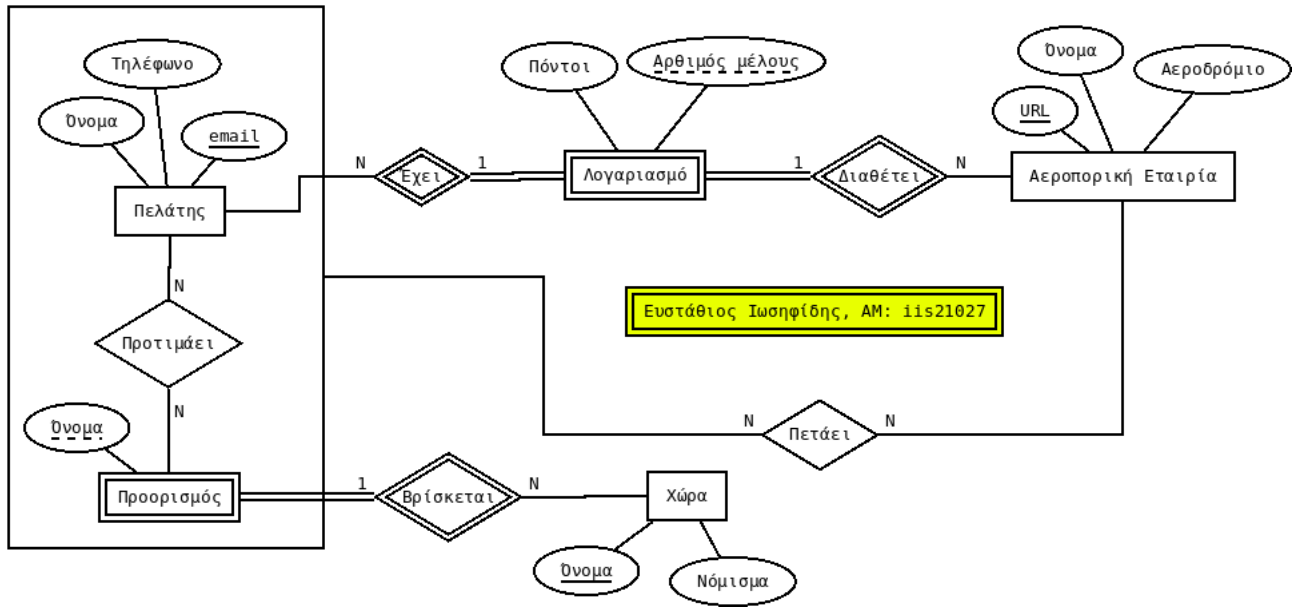 Τηλέφωνο
Όνομα
email
Πελάτης
N
Προτιμάει
N
Όνομα
Προορισμός
N
Έχει
1
Πόντοι
Αρθιμός μέλους
Λογαριασμό
1
Διαθέτει
N
Όνομα
Αεροδρόμιο
URL
Αεροπορική Εταιρία
Ευστάθιος Ιωσηφίδης, ΑΜ: iis21027
N
Πετάει
N
1
Βρίσκεται
N
Χώρα
Όνομα
Νόμισμα